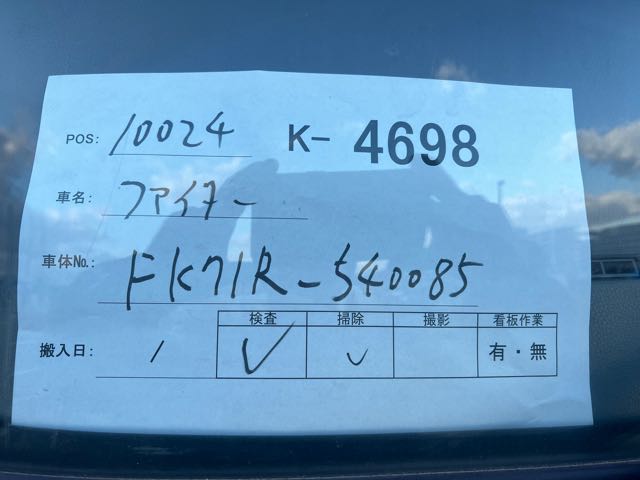 POS: 10024 K- 4698
車名: ファイター
車体No.: FK71R-540085
検査 掃除 撮影 看板作業
搬入日: / ✓ ✓ 有・無